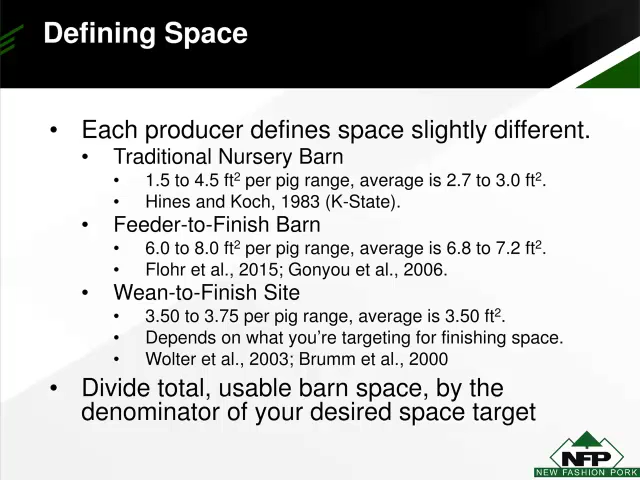 Defining Space
• Each producer defines space slightly different.
• Traditional Nursery Barn
• 1.5 to 4.5 ft² per pig range, average is 2.7 to 3.0 ft².
• Hines and Koch, 1983 (K-State).
• Feeder-to-Finish Barn
• 6.0 to 8.0 ft² per pig range, average is 6.8 to 7.2 ft².
• Flohr et al., 2015; Gonyou et al., 2006.
• Wean-to-Finish Site
• 3.50 to 3.75 per pig range, average is 3.50 ft².
• Depends on what you're targeting for finishing space.
• Wolter et al., 2003; Brumm et al., 2000
• Divide total, usable barn space, by the
denominator of your desired space target
NFP
NEW FASHION PORK